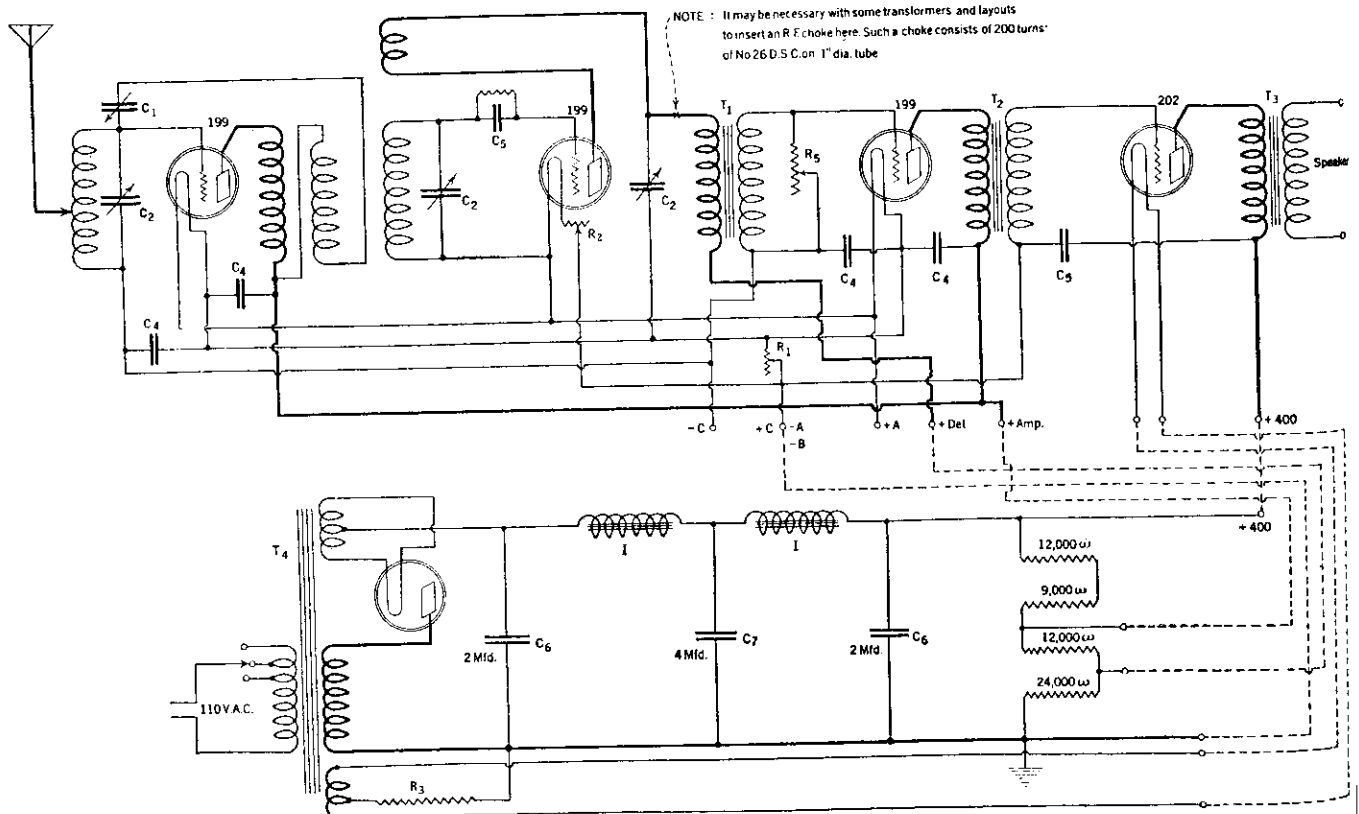 NOTE : It may be necessary with some transformers and layouts
to insert an R.F. choke here. Such a choke consists of 200 turns
of No 26 D.S.C. on 1" dia. tube
C1
199
C5
199
T1
199
T2
202
T3
C2
C2
R2
C2
R5
Speaker
C4
C4
C4
C5
C4
R1
-C
+C
-A
-B
+A
+Det
+Amp.
+400
T4
I
I
+400
12,000 ω
9,000 ω
C6
2 Mfd.
C7
4 Mfd.
C6
2 Mfd.
12,000 ω
24,000 ω
110 V.A.C.
R3